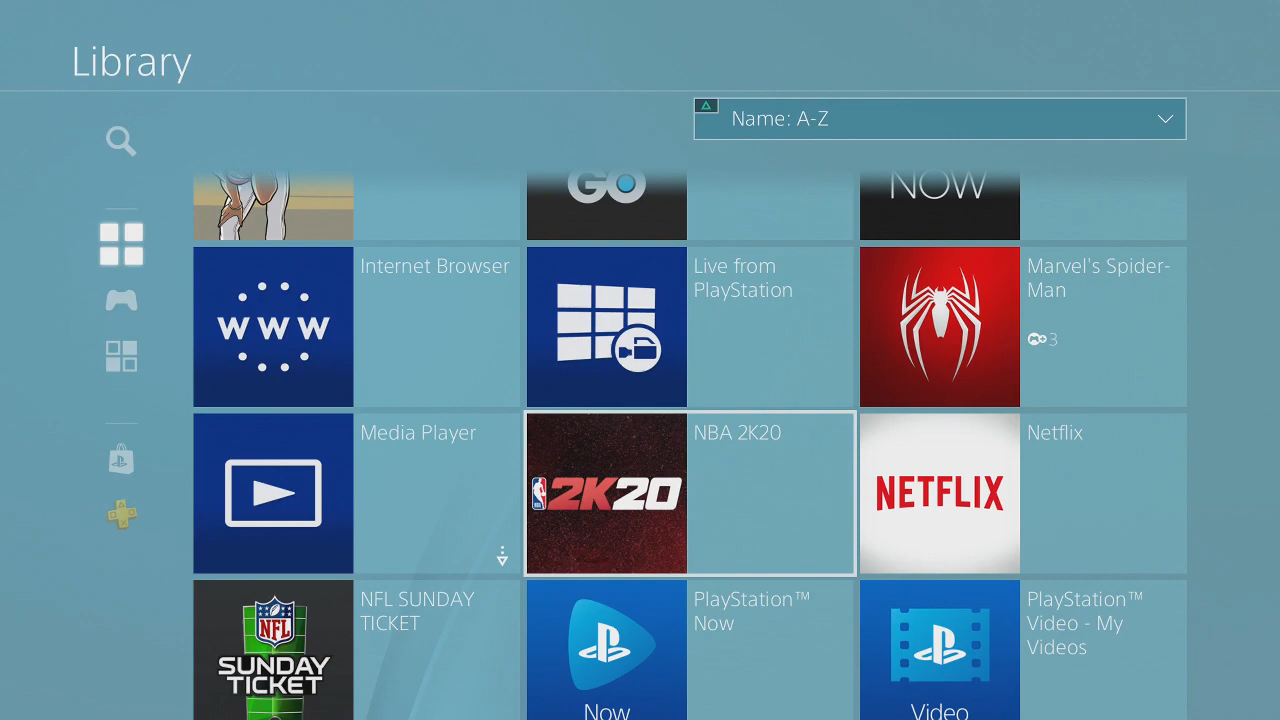 Library
Name: A-Z
GO
NOW
WWW
Internet Browser
Live from
PlayStation
Marvel's Spider-
Man
3
Media Player
NBA
2K20
NBA 2K20
NETFLIX
Netflix
NFL
SUNDAY
TICKET
NFL SUNDAY
TICKET
Now
PlayStation™
Now
Video
PlayStation™
Video - My
Videos